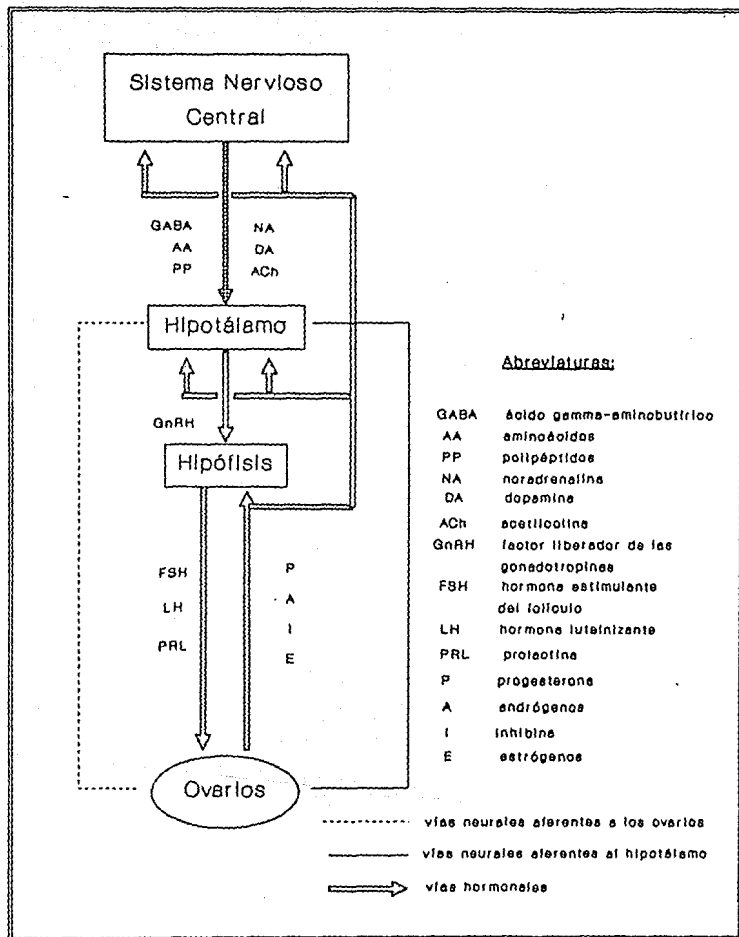 Sistema Nervioso
Central
GABA NA
AA DA
PP ACh
Hipotálamo
GnRH
Hipófisis
FSH P
LH A
PRL I
E
Ovarios
Abreviaturas:
GABA ácido gamma-aminobutírico
AA aminoácidos
PP polipéptidos
NA noradrenalina
DA dopamina
ACh acetilcolina
GnRH factor liberador de las
gonadotropinas
FSH hormona estimulante
del folículo
LH hormona luteinizante
PRL prolactina
P progesterona
A andrógenos
I inhibina
E estrógenos
vías neurales aferentes a los ovarios
vías neurales aferentes al hipotálamo
vías hormonales